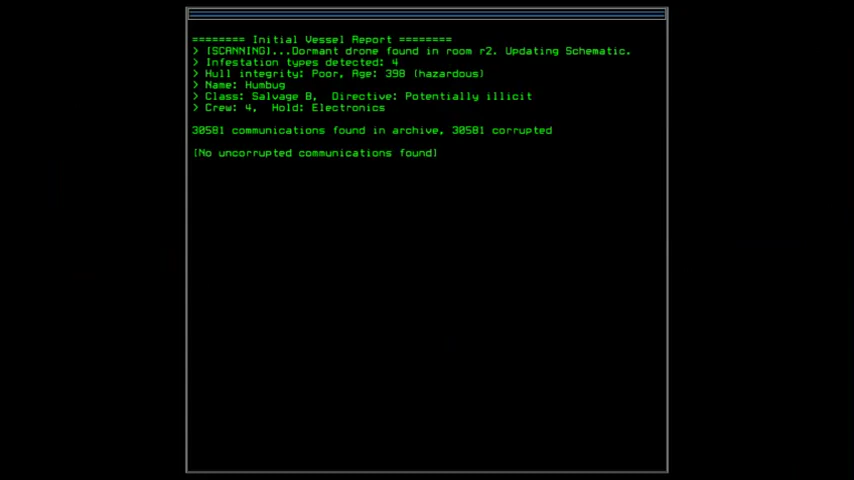 ======== Initial Vessel Report ========
> [SCANNING]...Dormant drone found in room r2. Updating Schematic.
> Infestation types detected: 4
> Hull integrity: Poor, Age: 398 (hazardous)
> Name: Humbug
> Class: Salvage B, Directive: Potentially illicit
> Crew: 4, Hold: Electronics
30581 communications found in archive, 30581 corrupted
[No uncorrupted communications found]